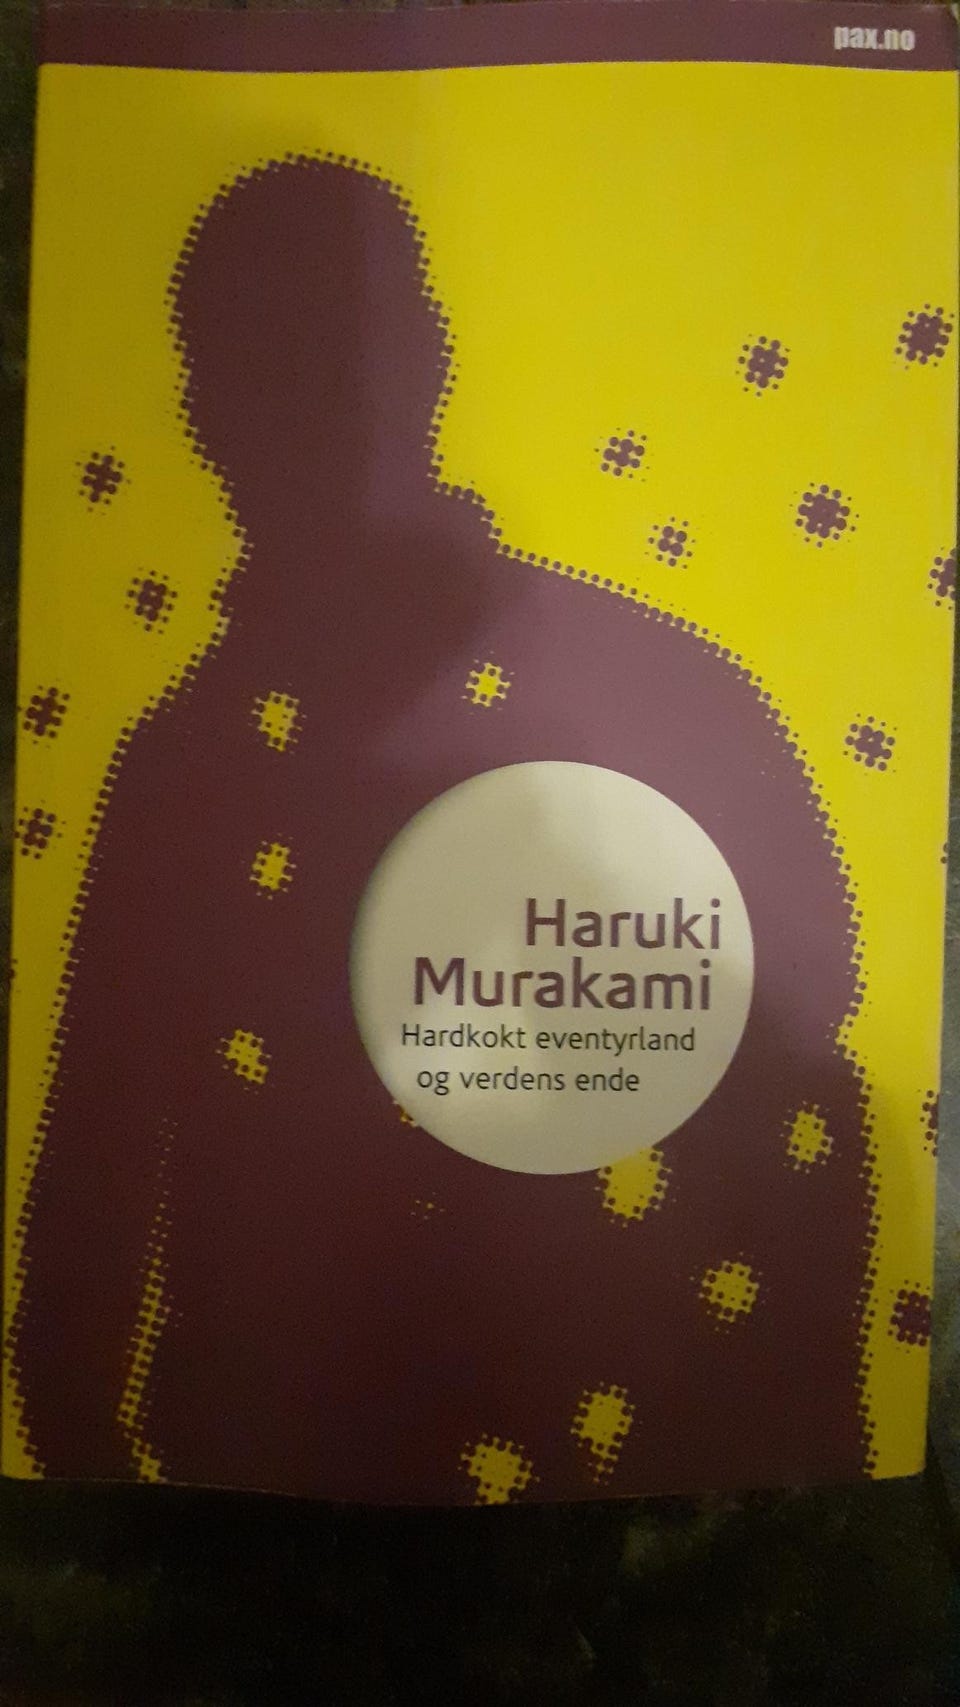 pax.no
Haruki
Murakami
Hardkokt eventyrland
og verdens ende